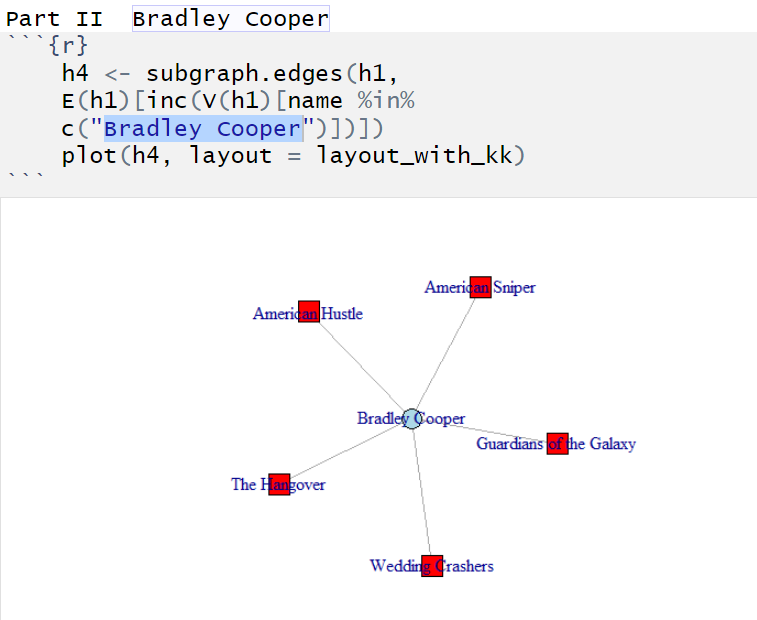 Part II  Bradley Cooper
```{r}
h4 <- subgraph.edges(h1,
E(h1)[inc(V(h1)[name %in%
c("Bradley Cooper")])])
plot(h4, layout = layout_with_kk)
```
American Sniper
American Hustle
Bradley Cooper
Guardians of the Galaxy
The Hangover
Wedding Crashers